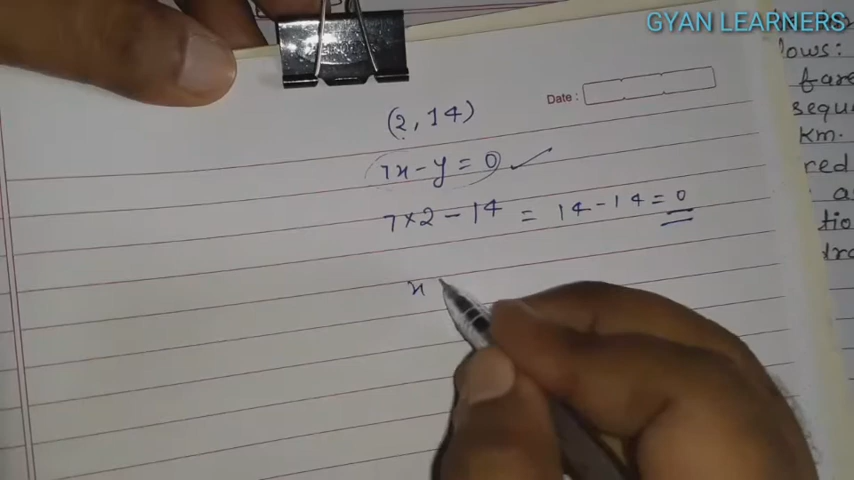 GYAN LEARNERS
Date :
(2, 14)
7x - y = 0 ✓
7×2 - 14 = 14 - 14 = 0
x
lows:
fare
sequ
km.
red
a
tio
dra